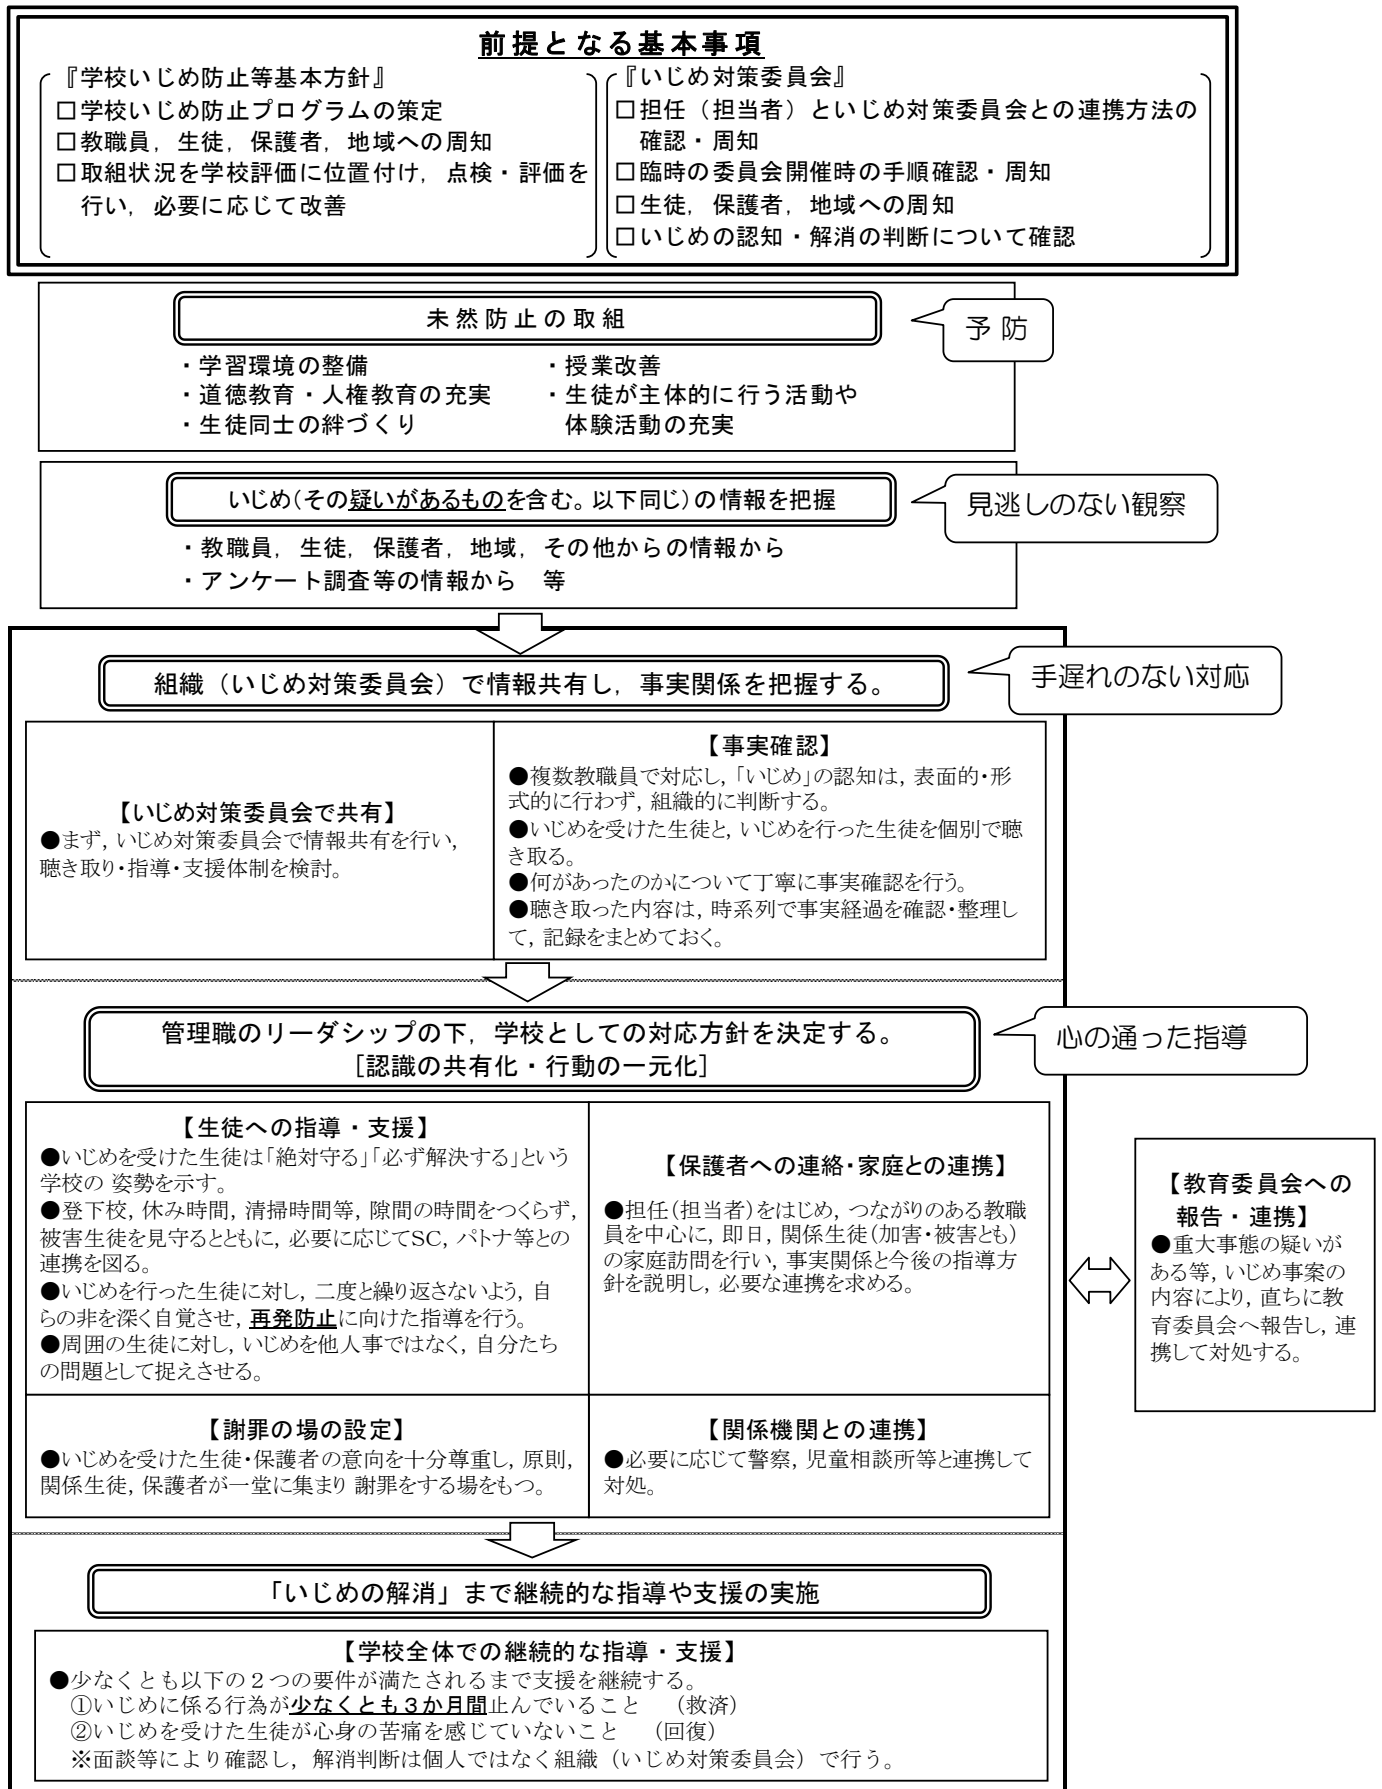 前提となる基本事項
『学校いじめ防止等基本方針』
□学校いじめ防止プログラムの策定
□教職員，生徒，保護者，地域への周知
□取組状況を学校評価に位置付け，点検・評価を
行い，必要に応じて改善
『いじめ対策委員会』
□担任（担当者）といじめ対策委員会との連携方法の
確認・周知
□臨時の委員会開催時の手順確認・周知
□生徒，保護者，地域への周知
□いじめの認知・解消の判断について確認
未然防止の取組
予 防
・学習環境の整備
・道徳教育・人権教育の充実
・生徒同士の絆づくり
・授業改善
・生徒が主体的に行う活動や
体験活動の充実
いじめ（その疑いがあるものを含む。以下同じ）の情報を把握
見逃しのない観察
・教職員，生徒，保護者，地域，その他からの情報から
・アンケート調査等の情報から　等
組織（いじめ対策委員会）で情報共有し，事実関係を把握する。
手遅れのない対応
【いじめ対策委員会で共有】
●まず，いじめ対策委員会で情報共有を行い，
聴き取り・指導・支援体制を検討。
【事実確認】
●複数教職員で対応し，「いじめ」の認知は，表面的・形
式的に行わず，組織的に判断する。
●いじめを受けた生徒と，いじめを行った生徒を個別で聴
き取る。
●何があったのかについて丁寧に事実確認を行う。
●聴き取った内容は，時系列で事実経過を確認・整理し
て，記録をまとめておく。
管理職のリーダシップの下，学校としての対応方針を決定する。
［認識の共有化・行動の一元化］
心の通った指導
【生徒への指導・支援】
●いじめを受けた生徒は「絶対守る」「必ず解決する」という
学校の 姿勢を示す。
●登下校，休み時間，清掃時間等，隙間の時間をつくらず，
被害生徒を見守るとともに，必要に応じてSC，パトナ等との
連携を図る。
●いじめを行った生徒に対し，二度と繰り返さないよう，自
らの非を深く自覚させ，再発防止に向けた指導を行う。
●周囲の生徒に対し，いじめを他人事ではなく，自分たち
の問題として捉えさせる。
【保護者への連絡・家庭との連携】
●担任（担当者）をはじめ，つながりのある教職
員を中心に，即日，関係生徒（加害・被害とも）
の家庭訪問を行い，事実関係と今後の指導方
針を説明し，必要な連携を求める。
【教育委員会への
報告・連携】
●重大事態の疑いが
ある等，いじめ事案の
内容により，直ちに教
育委員会へ報告し，連
携して対処する。
【謝罪の場の設定】
●いじめを受けた生徒・保護者の意向を十分尊重し，原則，
関係生徒，保護者が一堂に集まり 謝罪をする場をもつ。
【関係機関との連携】
●必要に応じて警察，児童相談所等と連携して
対処。
「いじめの解消」まで継続的な指導や支援の実施
【学校全体での継続的な指導・支援】
●少なくとも以下の２つの要件が満たされるまで支援を継続する。
①いじめに係る行為が少なくとも３か月間止んでいること　（救済）
②いじめを受けた生徒が心身の苦痛を感じていないこと　（回復）
※面談等により確認し，解消判断は個人ではなく組織（いじめ対策委員会）で行う。